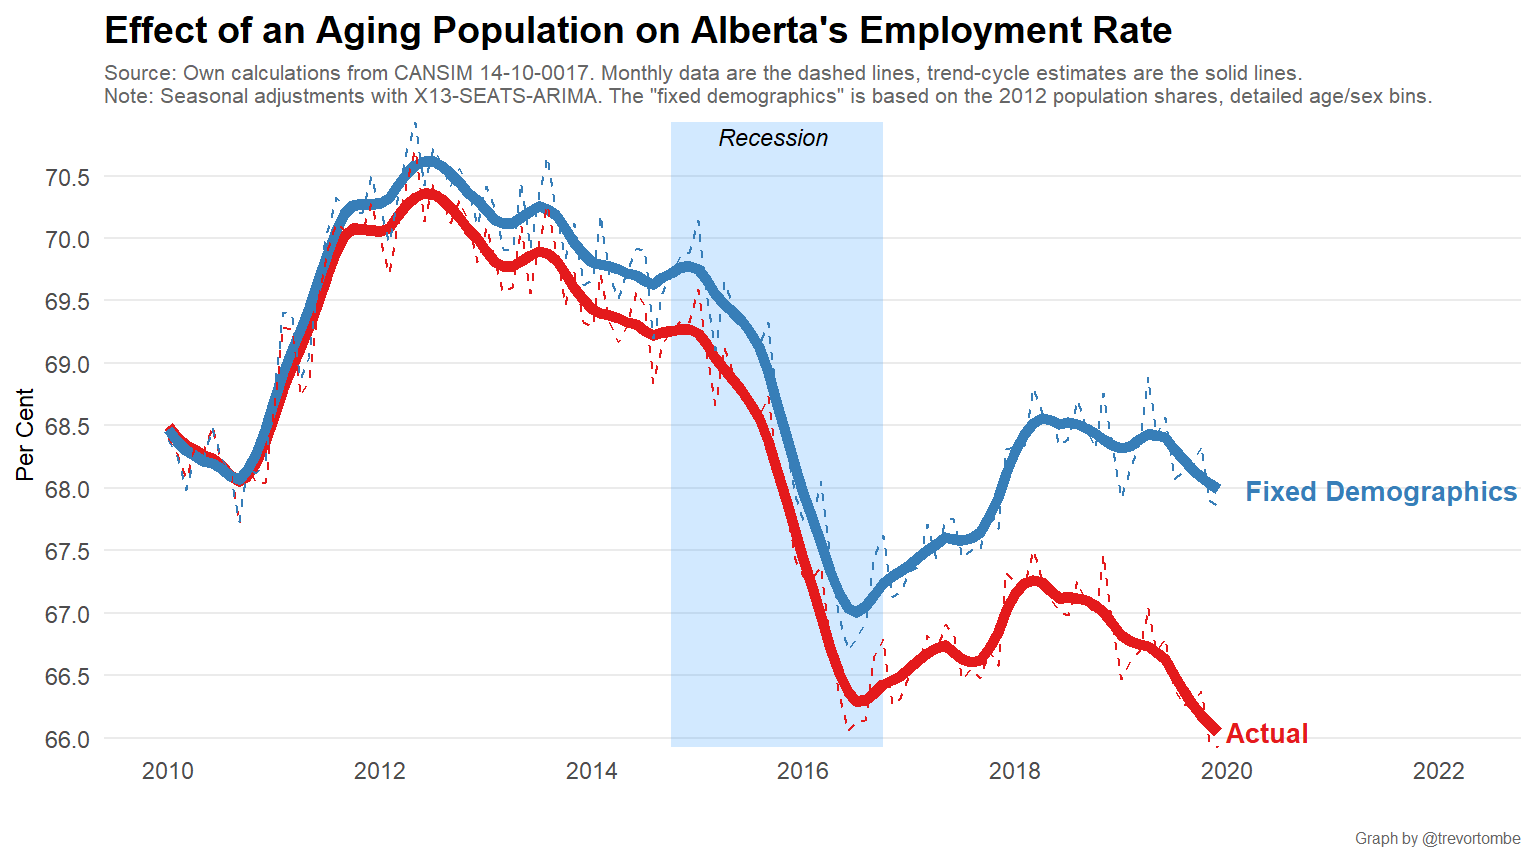 Effect of an Aging Population on Alberta's Employment Rate
Source: Own calculations from CANSIM 14-10-0017. Monthly data are the dashed lines, trend-cycle estimates are the solid lines.
Note: Seasonal adjustments with X13-SEATS-ARIMA. The "fixed demographics" is based on the 2012 population shares, detailed age/sex bins.
Recession
70.5
70.0
69.5
69.0
68.5
68.0
67.5
67.0
66.5
66.0
Per Cent
Fixed Demographics
Actual
2010 2012 2014 2016 2018 2020 2022
Graph by @trevortombe